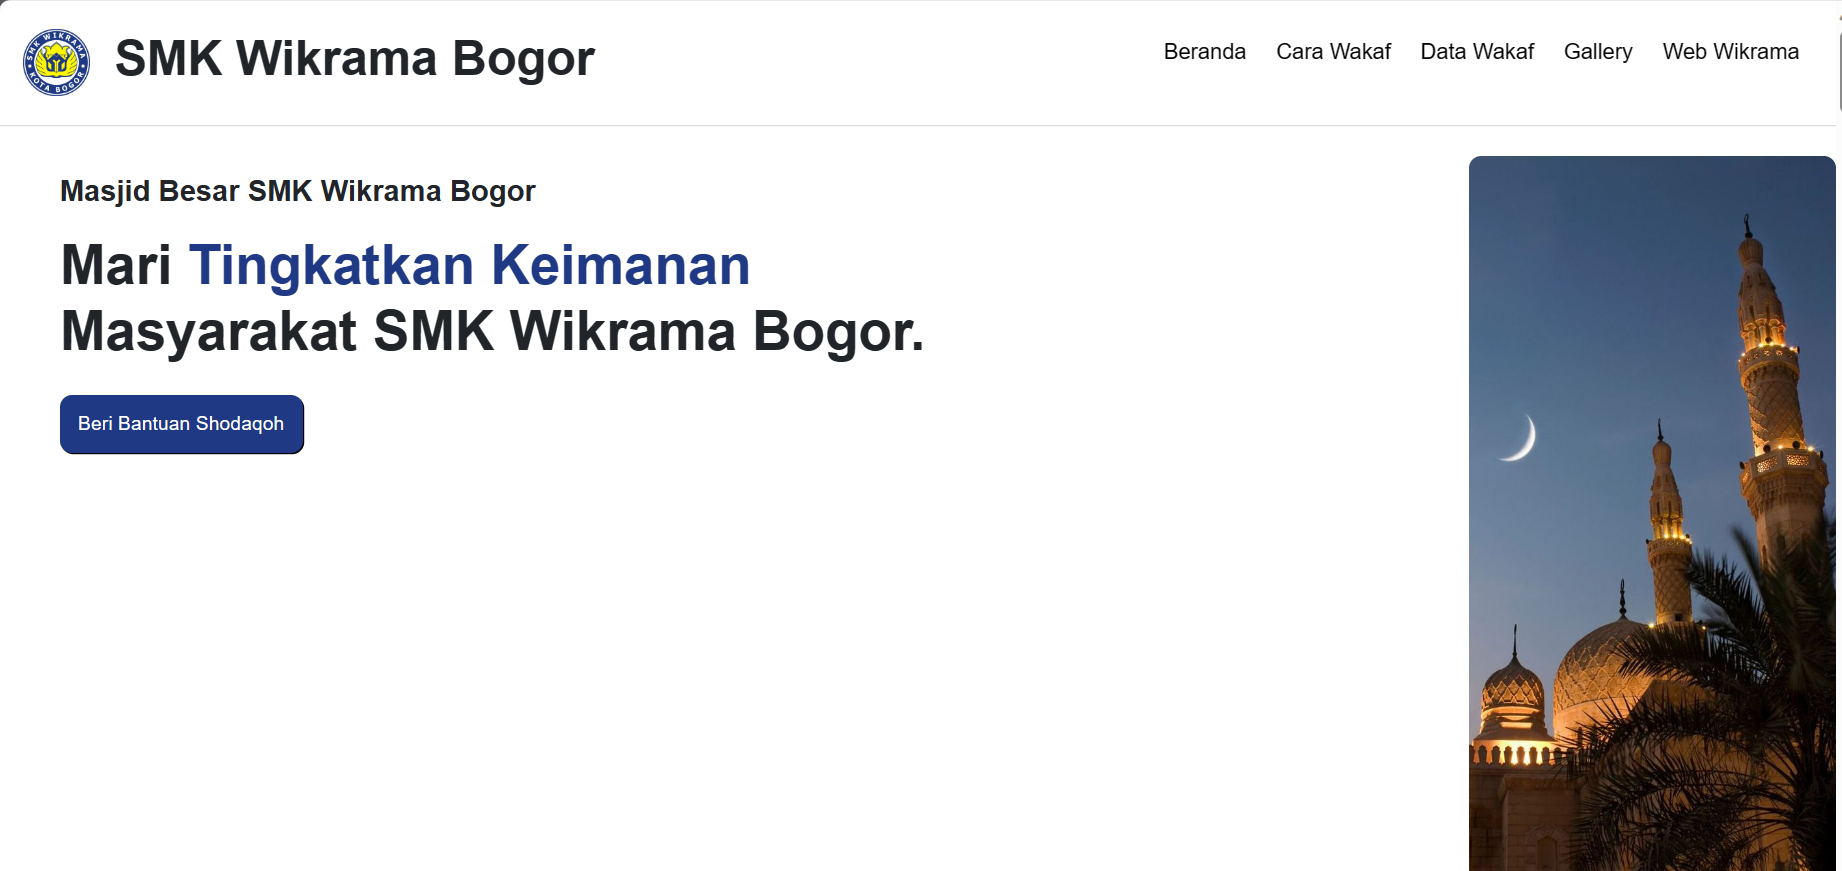 SMK WIKRAMA
KOTA BOGOR
SMK Wikrama Bogor
Beranda Cara Wakaf Data Wakaf Gallery Web Wikrama
Masjid Besar SMK Wikrama Bogor
Mari Tingkatkan Keimanan
Masyarakat SMK Wikrama Bogor.
Beri Bantuan Shodaqoh